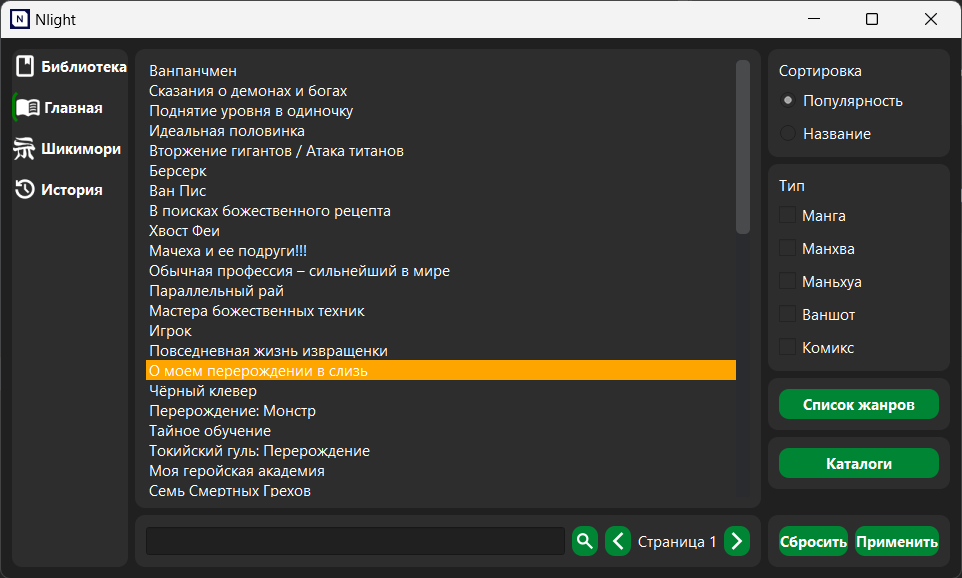 N Nlight
Библиотека
Главная
Шикимори
История
Ванпанчмен
Сказания о демонах и богах
Поднятие уровня в одиночку
Идеальная половинка
Вторжение гигантов / Атака титанов
Берсерк
Ван Пис
В поисках божественного рецепта
Хвост Феи
Мачеха и ее подруги!!!
Обычная профессия – сильнейший в мире
Параллельный рай
Мастера божественных техник
Игрок
Повседневная жизнь извращенки
О моем перерождении в слизь
Чёрный клевер
Перерождение: Монстр
Тайное обучение
Токийский гуль: Перерождение
Моя геройская академия
Семь Смертных Грехов
Страница 1
Сортировка
Популярность
Название
Тип
Манга
Манхва
Маньхуа
Ваншот
Комикс
Список жанров
Каталоги
Сбросить
Применить